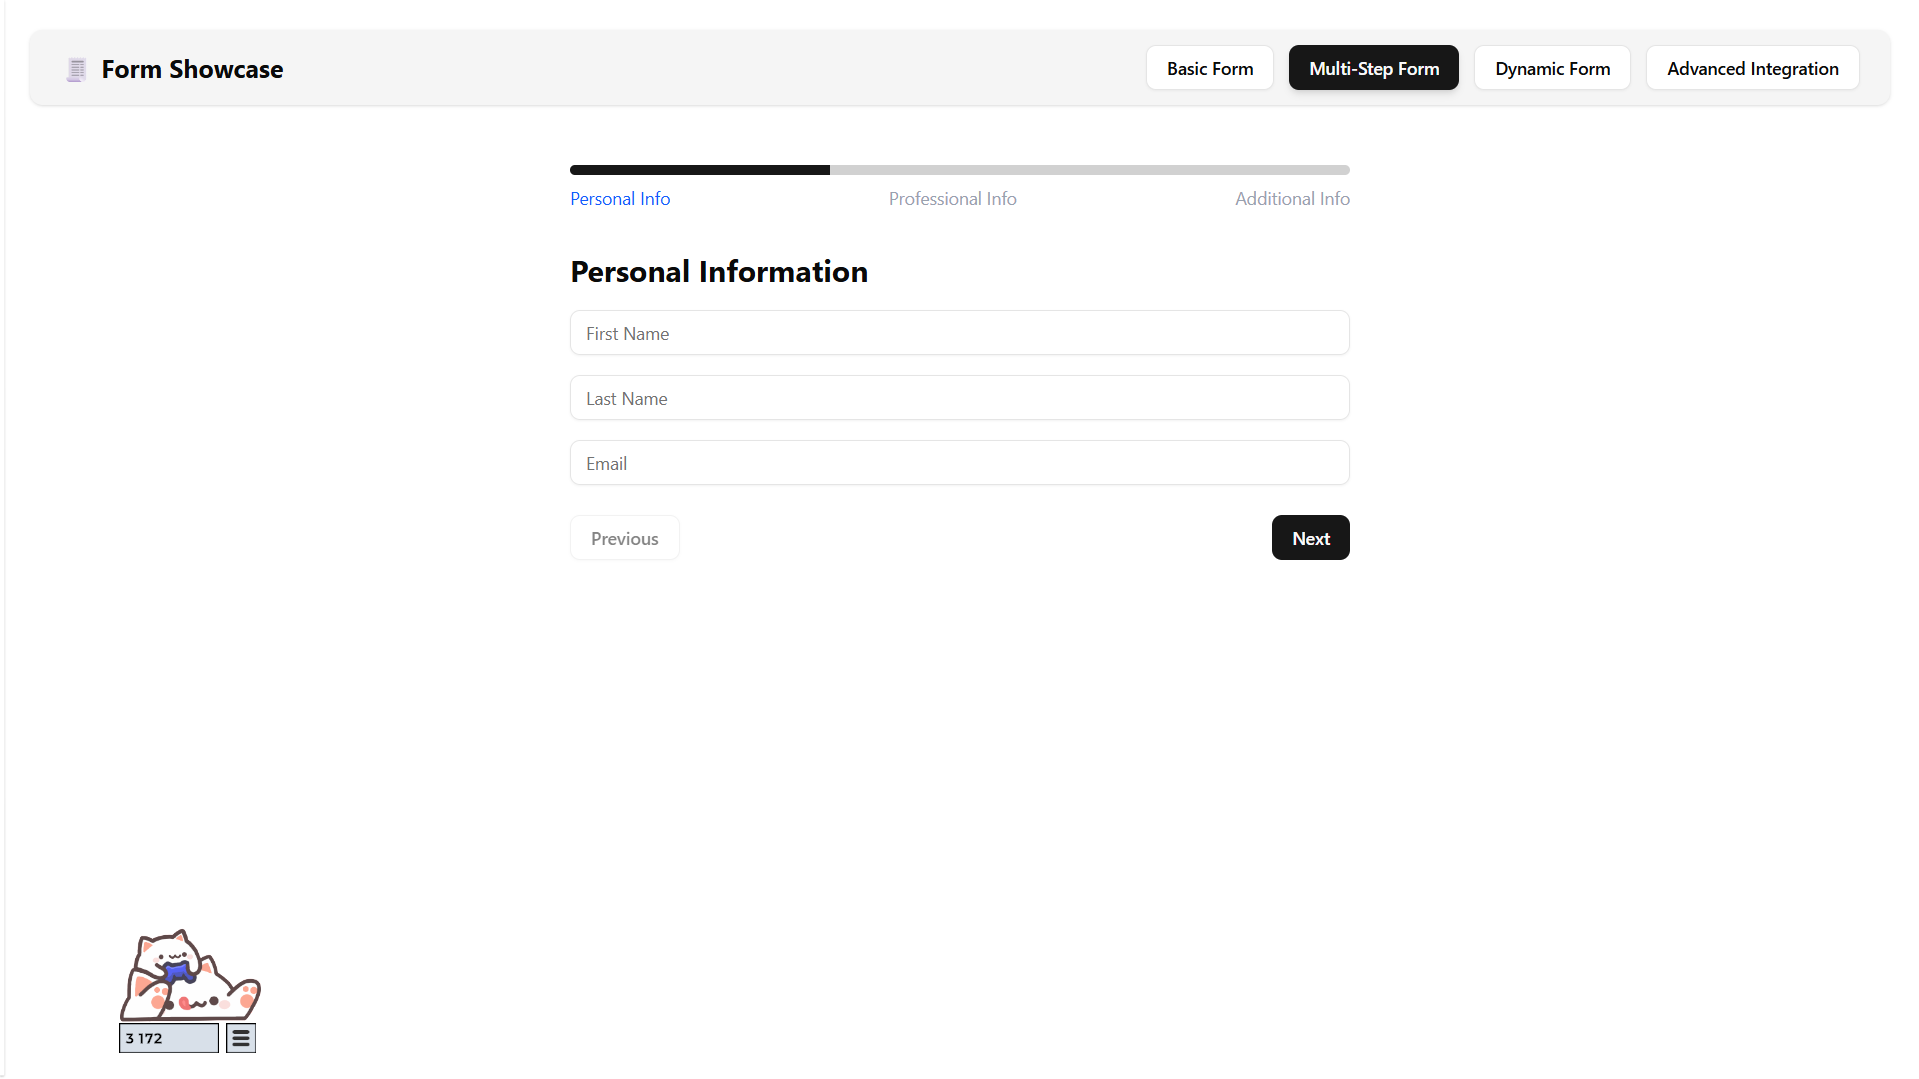 Form Showcase
Basic Form
Multi-Step Form
Dynamic Form
Advanced Integration
Personal Info
Professional Info
Additional Info
Personal Information
First Name
Last Name
Email
Previous
Next
3 172